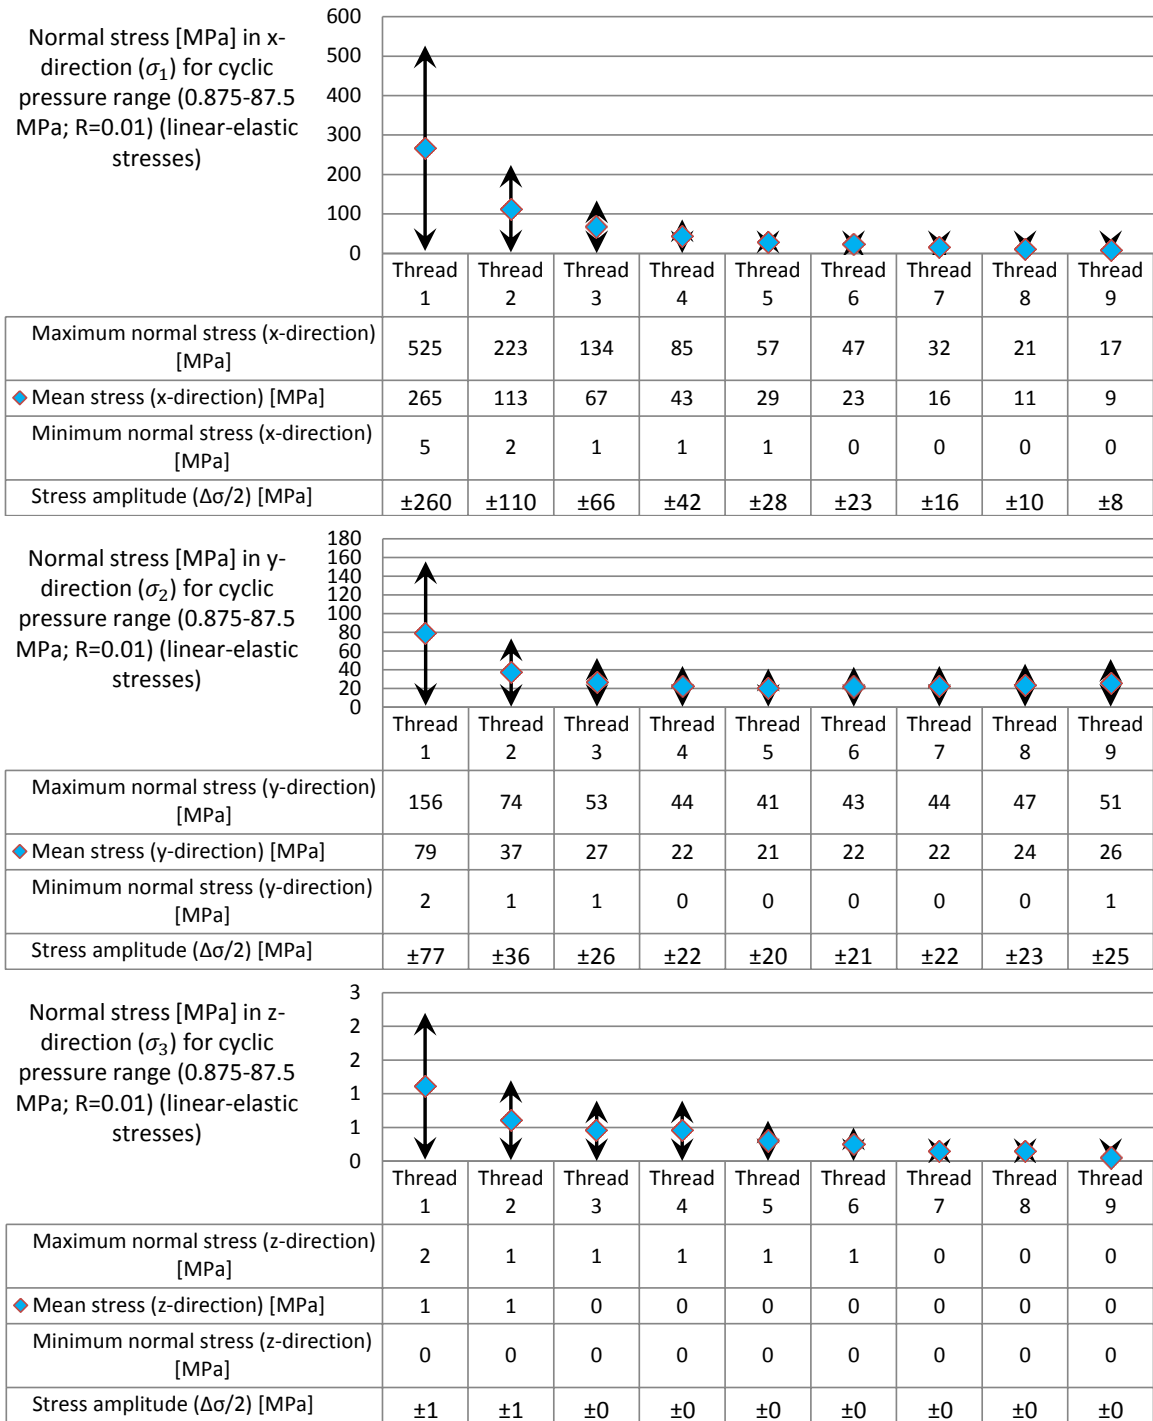 Normal stress [MPa] in x-
direction (σ₁) for cyclic
pressure range (0.875-87.5
MPa; R=0.01) (linear-elastic
stresses)
600
500
400
300
200
100
0
Thread 1 Thread 2 Thread 3 Thread 4 Thread 5 Thread 6 Thread 7 Thread 8 Thread 9
Maximum normal stress (x-direction) [MPa] 525 223 134 85 57 47 32 21 17
Mean stress (x-direction) [MPa] 265 113 67 43 29 23 16 11 9
Minimum normal stress (x-direction) [MPa] 5 2 1 1 1 0 0 0 0
Stress amplitude (Δσ/2) [MPa] ±260 ±110 ±66 ±42 ±28 ±23 ±16 ±10 ±8
Normal stress [MPa] in y-
direction (σ₂) for cyclic
pressure range (0.875-87.5
MPa; R=0.01) (linear-elastic
stresses)
180
160
140
120
100
80
60
40
20
0
Thread 1 Thread 2 Thread 3 Thread 4 Thread 5 Thread 6 Thread 7 Thread 8 Thread 9
Maximum normal stress (y-direction) [MPa] 156 74 53 44 41 43 44 47 51
Mean stress (y-direction) [MPa] 79 37 27 22 21 22 22 24 26
Minimum normal stress (y-direction) [MPa] 2 1 1 0 0 0 0 0 1
Stress amplitude (Δσ/2) [MPa] ±77 ±36 ±26 ±22 ±20 ±21 ±22 ±23 ±25
Normal stress [MPa] in z-
direction (σ₃) for cyclic
pressure range (0.875-87.5
MPa; R=0.01) (linear-elastic
stresses)
3
2
2
1
1
0
Thread 1 Thread 2 Thread 3 Thread 4 Thread 5 Thread 6 Thread 7 Thread 8 Thread 9
Maximum normal stress (z-direction) [MPa] 2 1 1 1 1 1 0 0 0
Mean stress (z-direction) [MPa] 1 1 0 0 0 0 0 0 0
Minimum normal stress (z-direction) [MPa] 0 0 0 0 0 0 0 0 0
Stress amplitude (Δσ/2) [MPa] ±1 ±1 ±0 ±0 ±0 ±0 ±0 ±0 ±0